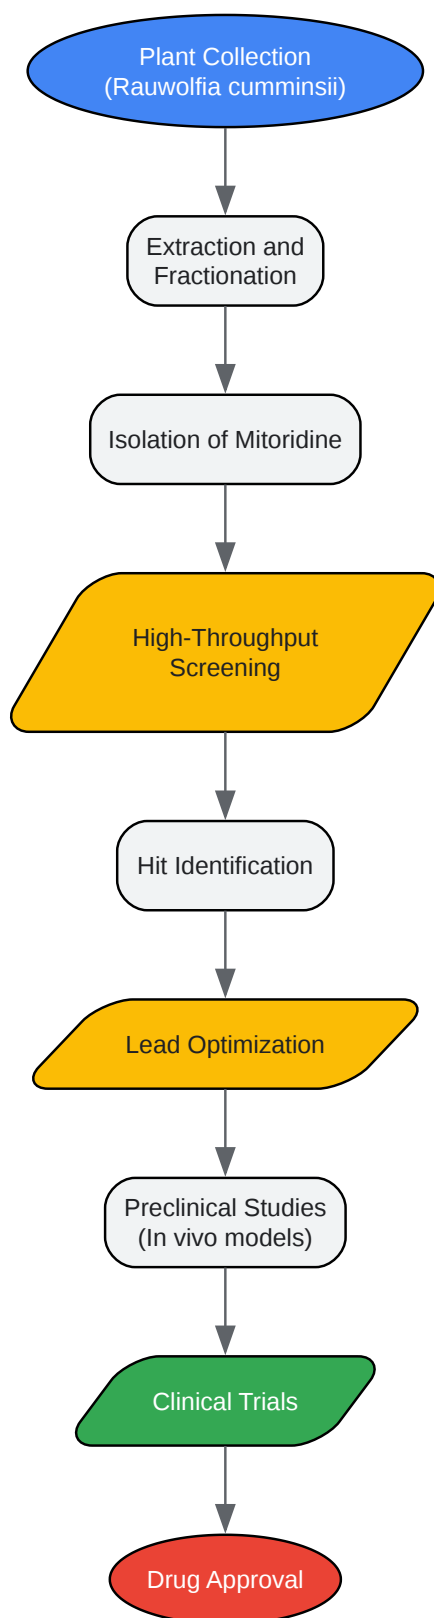 Plant Collection
(Rauwolfia cumminsii)
Extraction and
Fractionation
Isolation of Mitoridine
High-Throughput
Screening
Hit Identification
Lead Optimization
Preclinical Studies
(In vivo models)
Clinical Trials
Drug Approval